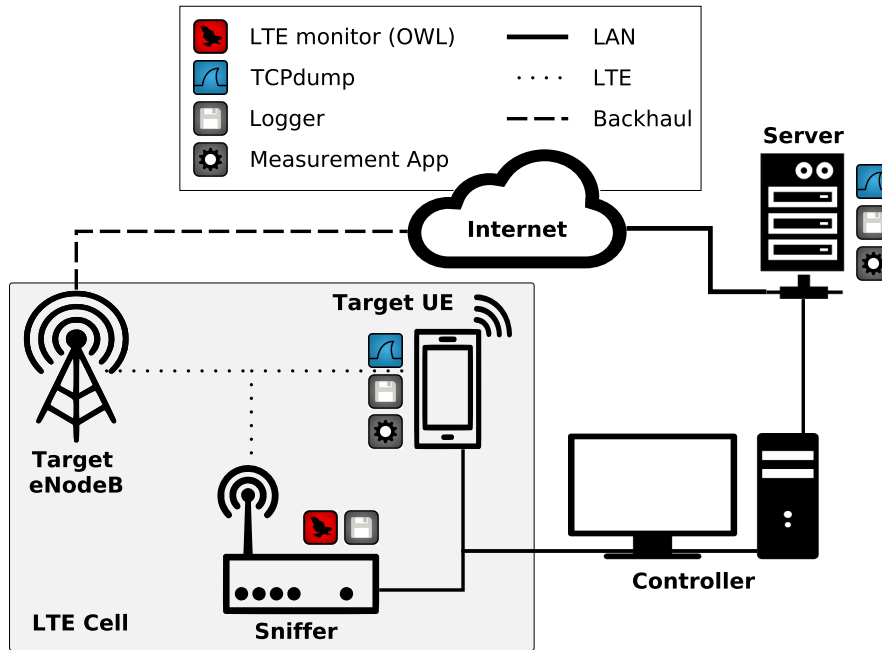 LTE monitor (OWL)
LAN
TCPdump
LTE
Logger
Backhaul
Measurement App
Server
Internet
Target UE
Target
eNodeB
Controller
LTE Cell
Sniffer